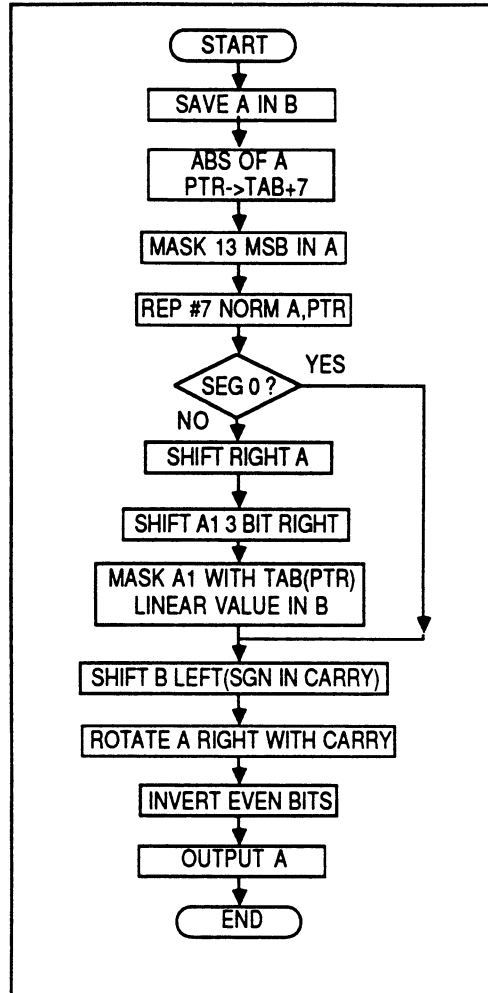 START
SAVE A IN B
ABS OF A
PTR->TAB+7
MASK 13 MSB IN A
REP #7 NORM A,PTR
SEG 0 ?
YES
NO
SHIFT RIGHT A
SHIFT A1 3 BIT RIGHT
MASK A1 WITH TAB(PTR)
LINEAR VALUE IN B
SHIFT B LEFT(SGN IN CARRY)
ROTATE A RIGHT WITH CARRY
INVERT EVEN BITS
OUTPUT A
END